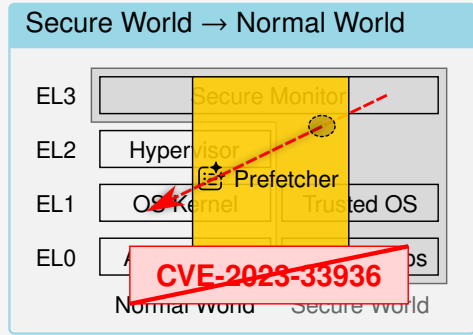 Secure World → Normal World
EL3
Secure Monitor
EL2
Hypervisor
Prefetcher
EL1
OS Kernel
Trusted OS
EL0
CVE-2023-33936
Normal World
Secure World